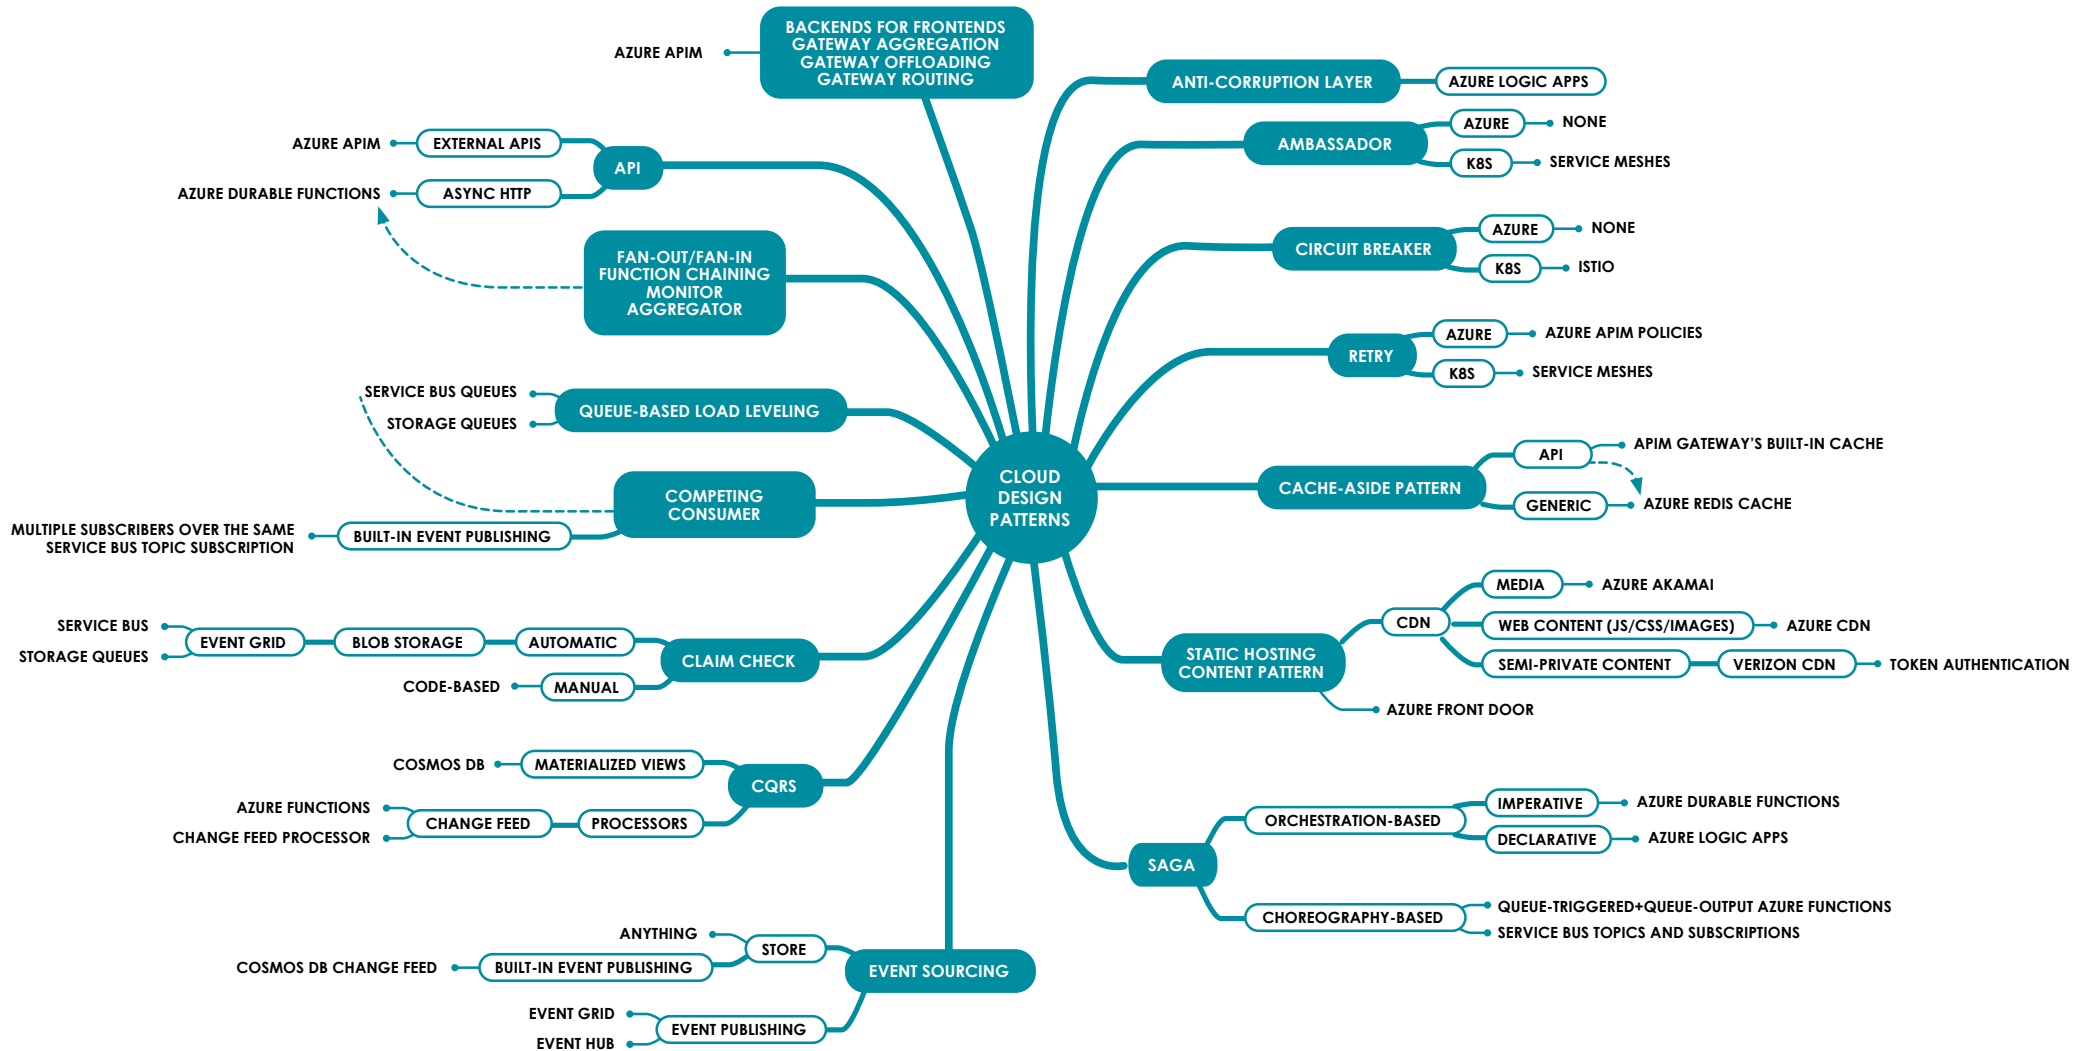 CLOUD
DESIGN
PATTERNS
BACKENDS FOR FRONTENDS
GATEWAY AGGREGATION
GATEWAY OFFLOADING
GATEWAY ROUTING
AZURE APIM
API
EXTERNAL APIS
AZURE APIM
ASYNC HTTP
AZURE DURABLE FUNCTIONS
FAN-OUT/FAN-IN
FUNCTION CHAINING
MONITOR
AGGREGATOR
QUEUE-BASED LOAD LEVELING
SERVICE BUS QUEUES
STORAGE QUEUES
COMPETING
CONSUMER
BUILT-IN EVENT PUBLISHING
MULTIPLE SUBSCRIBERS OVER THE SAME
SERVICE BUS TOPIC SUBSCRIPTION
CLAIM CHECK
AUTOMATIC
BLOB STORAGE
EVENT GRID
SERVICE BUS
STORAGE QUEUES
MANUAL
CODE-BASED
CQRS
MATERIALIZED VIEWS
COSMOS DB
PROCESSORS
CHANGE FEED
AZURE FUNCTIONS
CHANGE FEED PROCESSOR
EVENT SOURCING
STORE
ANYTHING
BUILT-IN EVENT PUBLISHING
COSMOS DB CHANGE FEED
EVENT PUBLISHING
EVENT GRID
EVENT HUB
ANTI-CORRUPTION LAYER
AZURE LOGIC APPS
AMBASSADOR
AZURE
NONE
K8S
SERVICE MESHES
CIRCUIT BREAKER
AZURE
NONE
K8S
ISTIO
RETRY
AZURE
AZURE APIM POLICIES
K8S
SERVICE MESHES
CACHE-ASIDE PATTERN
API
APIM GATEWAY’S BUILT-IN CACHE
GENERIC
AZURE REDIS CACHE
STATIC HOSTING
CONTENT PATTERN
CDN
MEDIA
AZURE AKAMAI
WEB CONTENT (JS/CSS/IMAGES)
AZURE CDN
SEMI-PRIVATE CONTENT
VERIZON CDN
TOKEN AUTHENTICATION
AZURE FRONT DOOR
SAGA
ORCHESTRATION-BASED
IMPERATIVE
AZURE DURABLE FUNCTIONS
DECLARATIVE
AZURE LOGIC APPS
CHOREOGRAPHY-BASED
QUEUE-TRIGGERED+QUEUE-OUTPUT AZURE FUNCTIONS
SERVICE BUS TOPICS AND SUBSCRIPTIONS